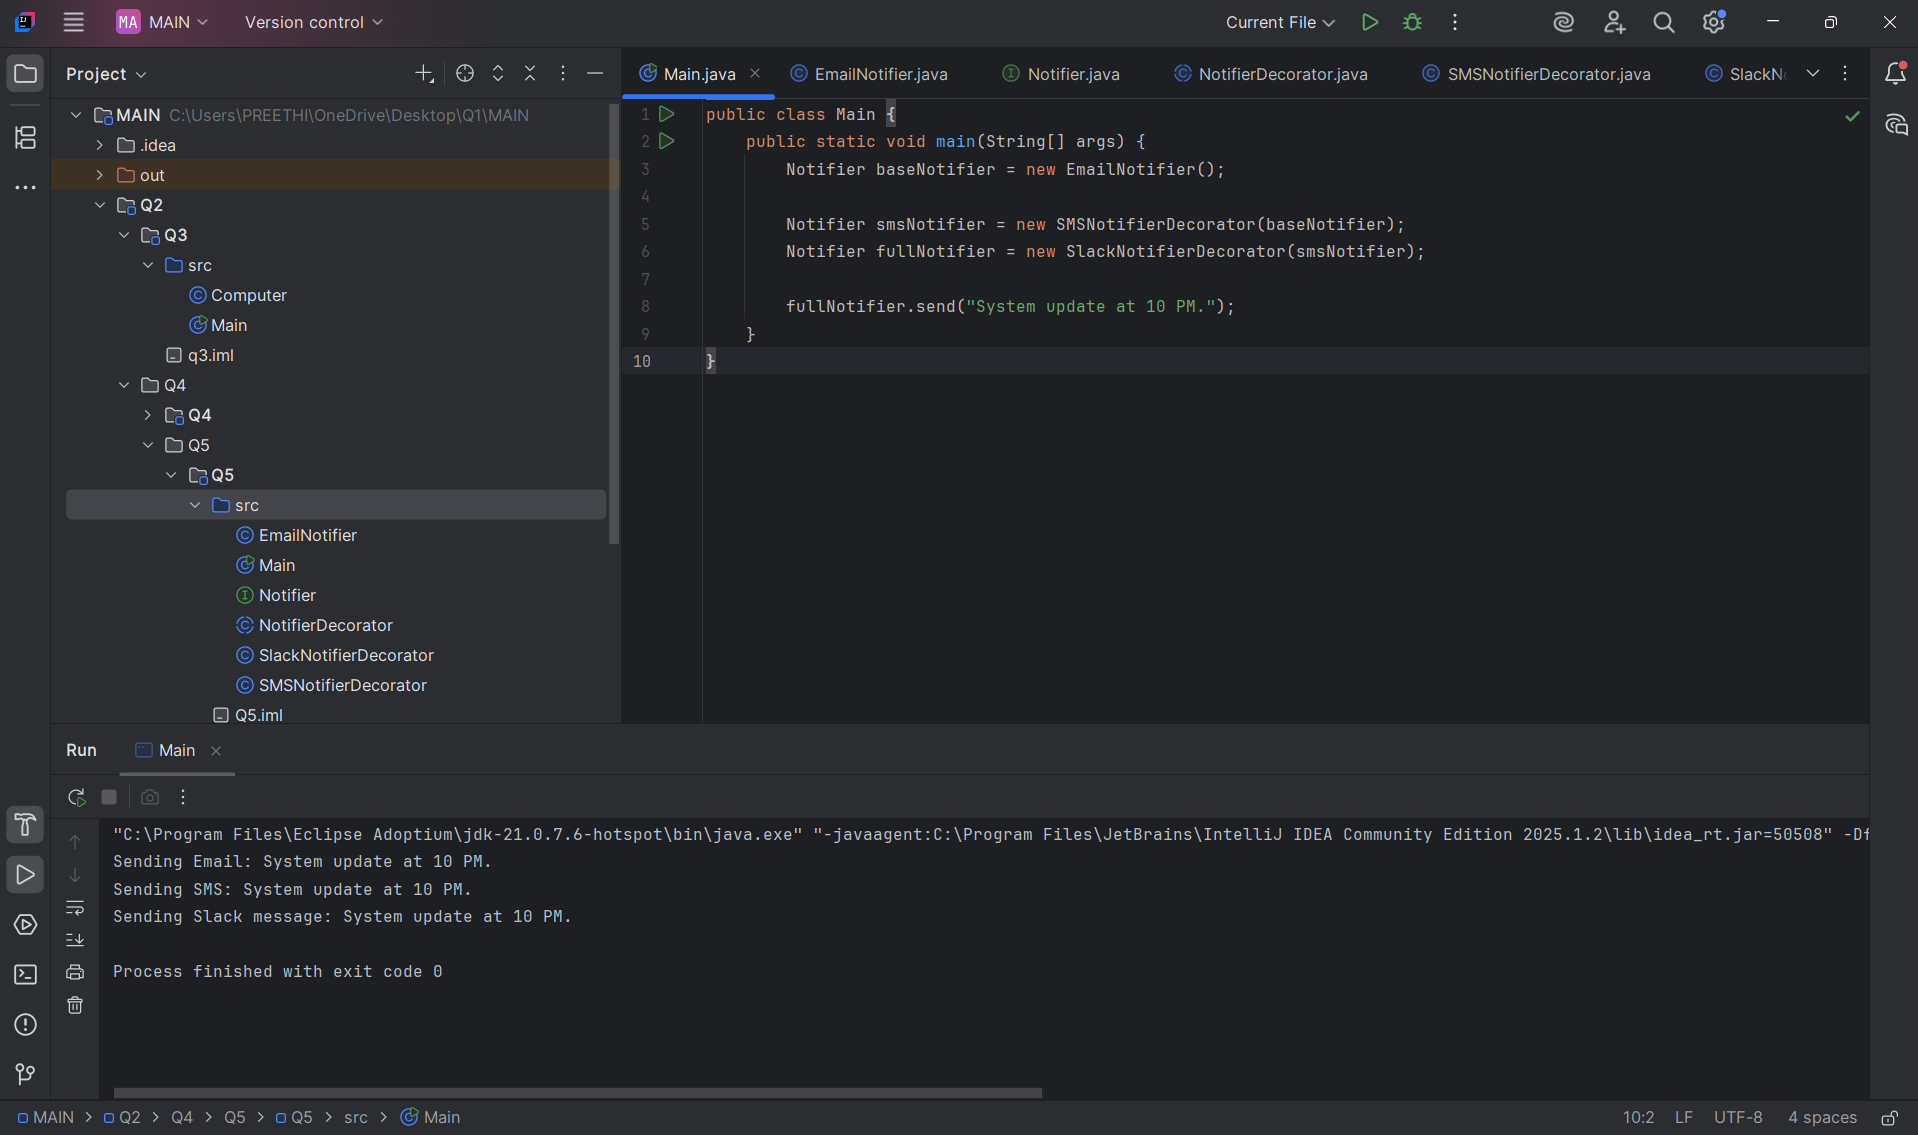 MA MAIN Version control Current File
Project
MAIN C:\Users\PREETHI\OneDrive\Desktop\Q1\MAIN
.idea
out
Q2
Q3
src
Computer
Main
q3.iml
Q4
Q4
Q5
Q5
src
EmailNotifier
Main
Notifier
NotifierDecorator
SlackNotifierDecorator
SMSNotifierDecorator
Q5.iml
Main.java EmailNotifier.java Notifier.java NotifierDecorator.java SMSNotifierDecorator.java SlackN
1 public class Main {
2 public static void main(String[] args) {
3 Notifier baseNotifier = new EmailNotifier();
4
5 Notifier smsNotifier = new SMSNotifierDecorator(baseNotifier);
6 Notifier fullNotifier = new SlackNotifierDecorator(smsNotifier);
7
8 fullNotifier.send("System update at 10 PM.");
9 }
10 }
Run Main
"C:\Program Files\Eclipse Adoptium\jdk-21.0.7.6-hotspot\bin\java.exe" "-javaagent:C:\Program Files\JetBrains\IntelliJ IDEA Community Edition 2025.1.2\lib\idea_rt.jar=50508" -Df
Sending Email: System update at 10 PM.
Sending SMS: System update at 10 PM.
Sending Slack message: System update at 10 PM.
Process finished with exit code 0
MAIN > Q2 > Q4 > Q5 > Q5 > src > Main 10:2 LF UTF-8 4 spaces